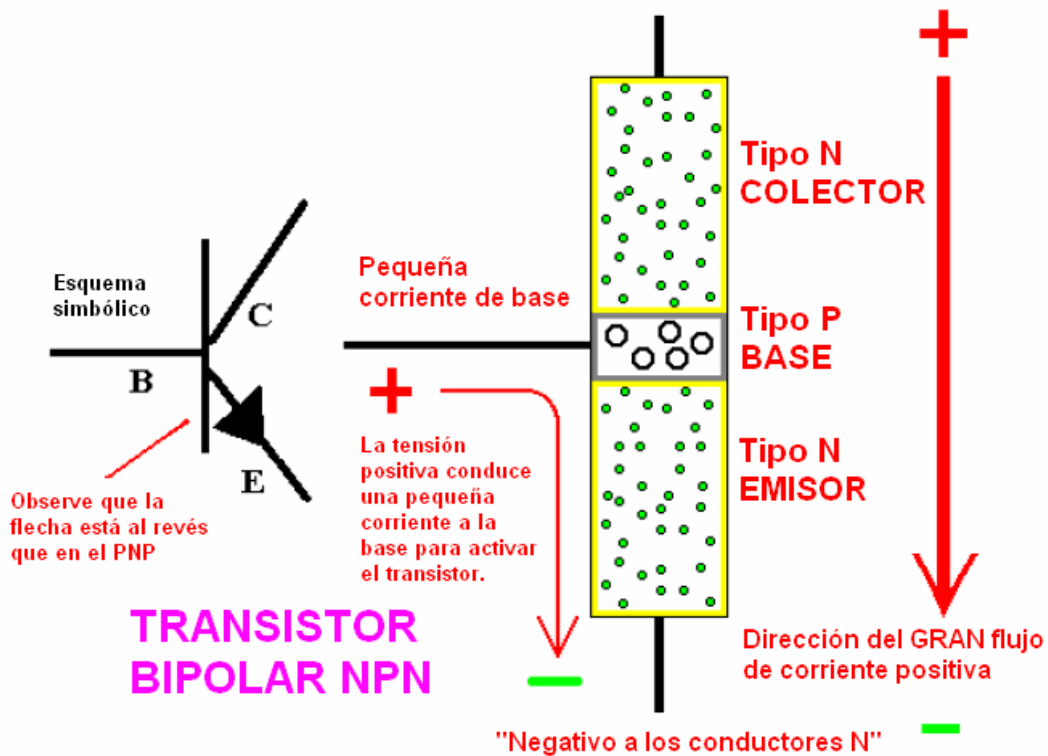 Esquema
simbólico
C
B
E
Observe que la
flecha está al revés
que en el PNP
TRANSISTOR
BIPOLAR NPN
Pequeña
corriente de base
+
La tensión
positiva conduce
una pequeña
corriente a la
base para activar
el transistor.
−
Tipo N
COLECTOR
Tipo P
BASE
Tipo N
EMISOR
+
Dirección del GRAN flujo
de corriente positiva
−
"Negativo a los conductores N"